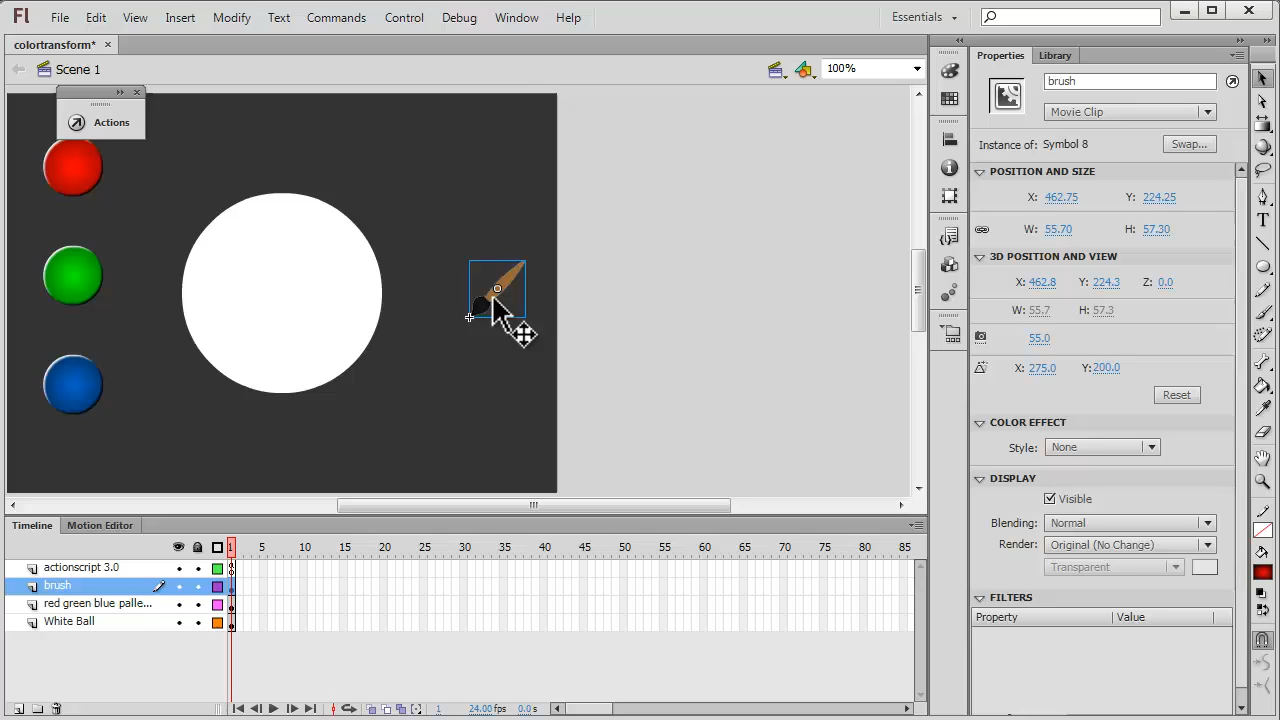 Fl File Edit View Insert Modify Text Commands Control Debug Window Help Essentials
colortransform* ×
Scene 1 100%
Actions
Properties Library
brush
Movie Clip
Instance of: Symbol 8 Swap...
POSITION AND SIZE
X: 462.75 Y: 224.25
W: 55.70 H: 57.30
3D POSITION AND VIEW
X: 462.8 Y: 224.3 Z: 0.0
W: 55.7 H: 57.3
55.0
X: 275.0 Y: 200.0
Reset
COLOR EFFECT
Style: None
DISPLAY
Visible
Blending: Normal
Render: Original (No Change)
Transparent
FILTERS
Property Value
Timeline Motion Editor
1 5 10 15 20 25 30 35 40 45 50 55 60 65 70 75 80 85
actionscript 3.0
brush
red green blue palle...
White Ball
1 24.00 fps 0.0 s